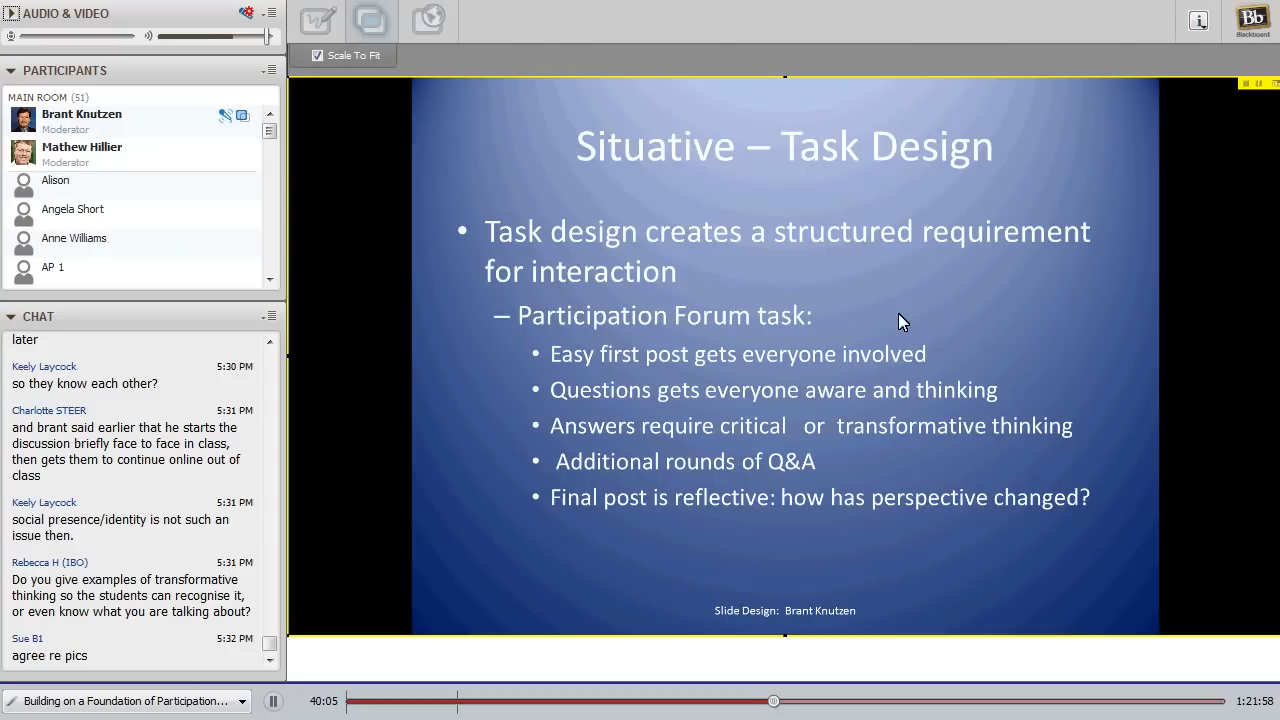 AUDIO & VIDEO
PARTICIPANTS
MAIN ROOM (51)
Brant Knutzen
Moderator
Mathew Hillier
Moderator
Alison
Angela Short
Anne Williams
AP 1
CHAT
later
Keely Laycock 5:30 PM
so they know each other?
Charlotte STEER 5:31 PM
and brant said earlier that he starts the
discussion briefly face to face in class,
then gets them to continue online out of
class
Keely Laycock 5:31 PM
social presence/identity is not such an
issue then.
Rebecca H (IBO) 5:31 PM
Do you give examples of transformative
thinking so the students can recognise it,
or even know what you are talking about?
Sue B1 5:32 PM
agree re pics
Scale To Fit
Bb
Blackboard
Situative – Task Design
• Task design creates a structured requirement
for interaction
– Participation Forum task:
• Easy first post gets everyone involved
• Questions gets everyone aware and thinking
• Answers require critical or transformative thinking
• Additional rounds of Q&A
• Final post is reflective: how has perspective changed?
Slide Design: Brant Knutzen
Building on a Foundation of Participation...
40:05
1:21:58